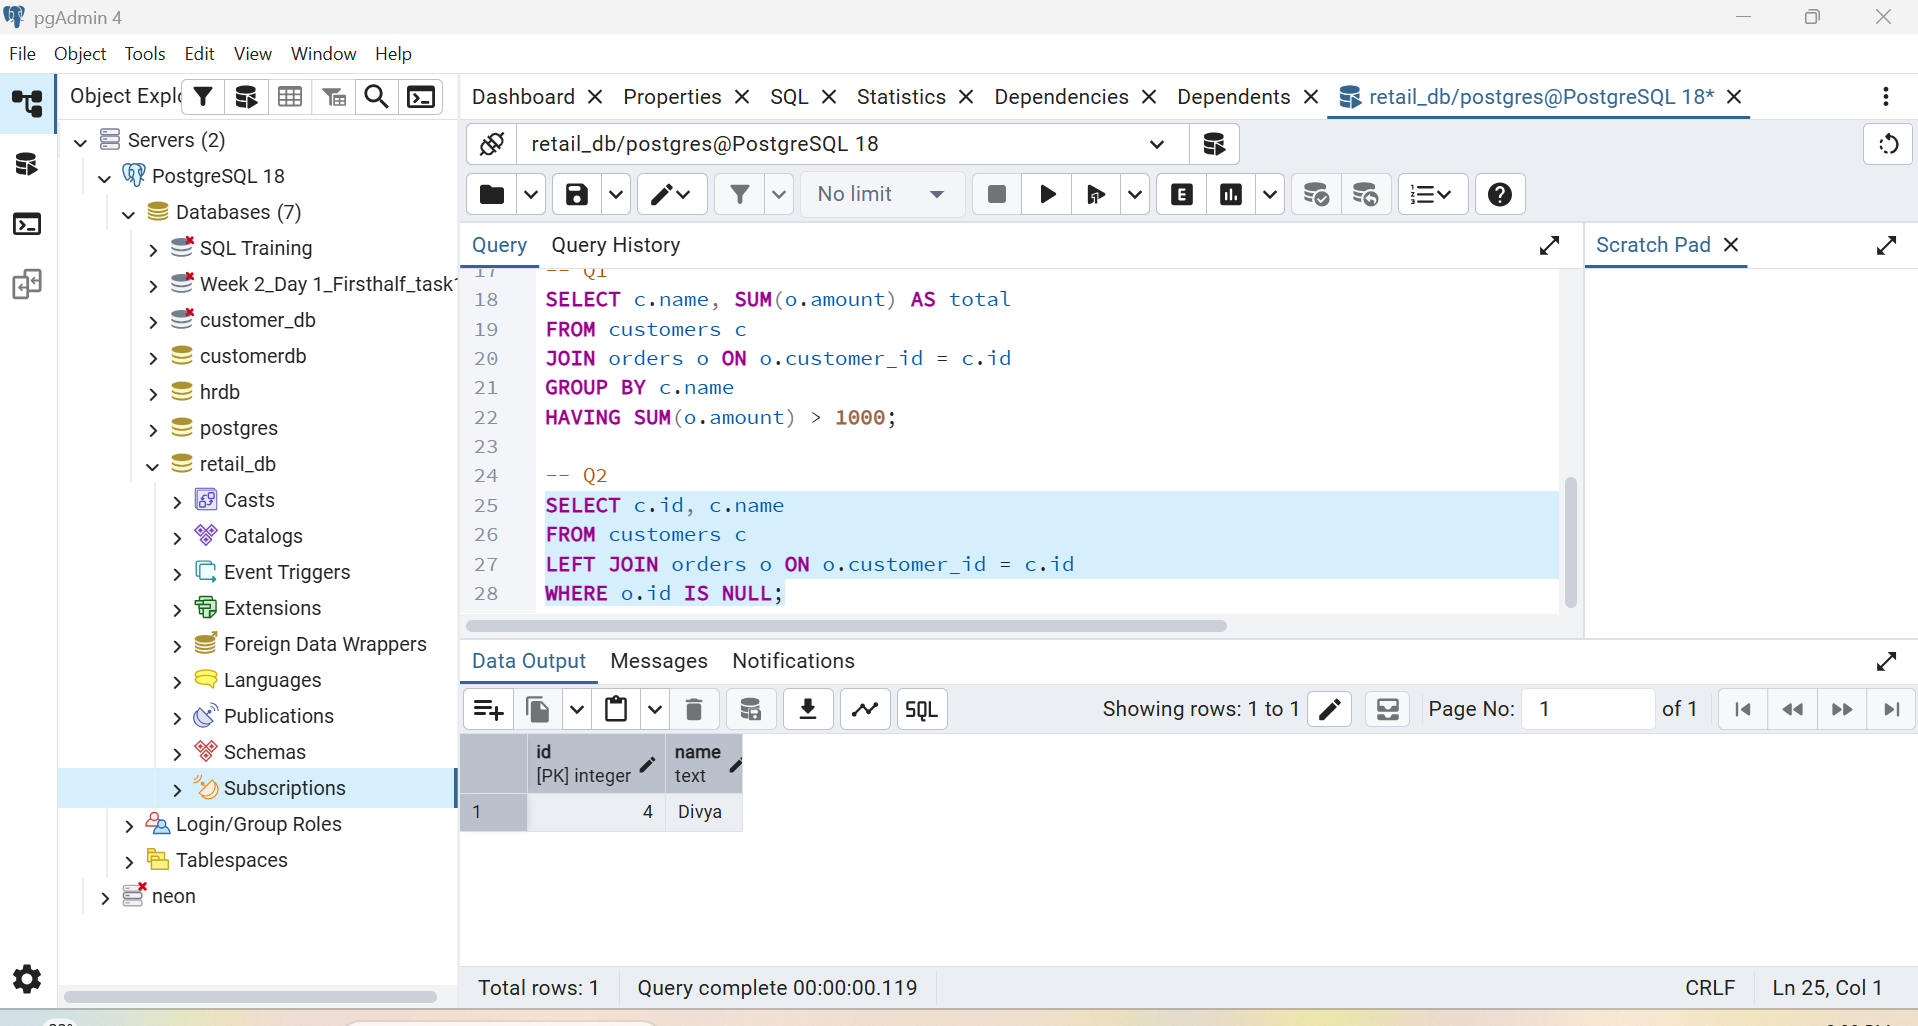 pgAdmin 4
File Object Tools Edit View Window Help
Object Explo
Dashboard Properties SQL Statistics Dependencies Dependents retail_db/postgres@PostgreSQL 18*
Servers (2)
PostgreSQL 18
Databases (7)
SQL Training
Week 2_Day 1_Firsthalf_task
customer_db
customerdb
hrdb
postgres
retail_db
Casts
Catalogs
Event Triggers
Extensions
Foreign Data Wrappers
Languages
Publications
Schemas
Subscriptions
Login/Group Roles
Tablespaces
neon
retail_db/postgres@PostgreSQL 18
No limit
E
Query Query History
Scratch Pad
17 -- Q1
18 SELECT c.name, SUM(o.amount) AS total
19 FROM customers c
20 JOIN orders o ON o.customer_id = c.id
21 GROUP BY c.name
22 HAVING SUM(o.amount) > 1000;
23
24 -- Q2
25 SELECT c.id, c.name
26 FROM customers c
27 LEFT JOIN orders o ON o.customer_id = c.id
28 WHERE o.id IS NULL;
Data Output Messages Notifications
SQL Showing rows: 1 to 1 Page No: 1 of 1
id name
[PK] integer text
1 4 Divya
Total rows: 1 Query complete 00:00:00.119 CRLF Ln 25, Col 1